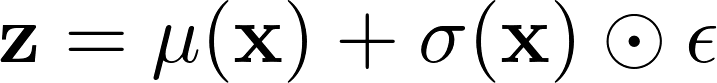 𝐳 = μ(𝐱) + σ(𝐱) ⊙ ϵ